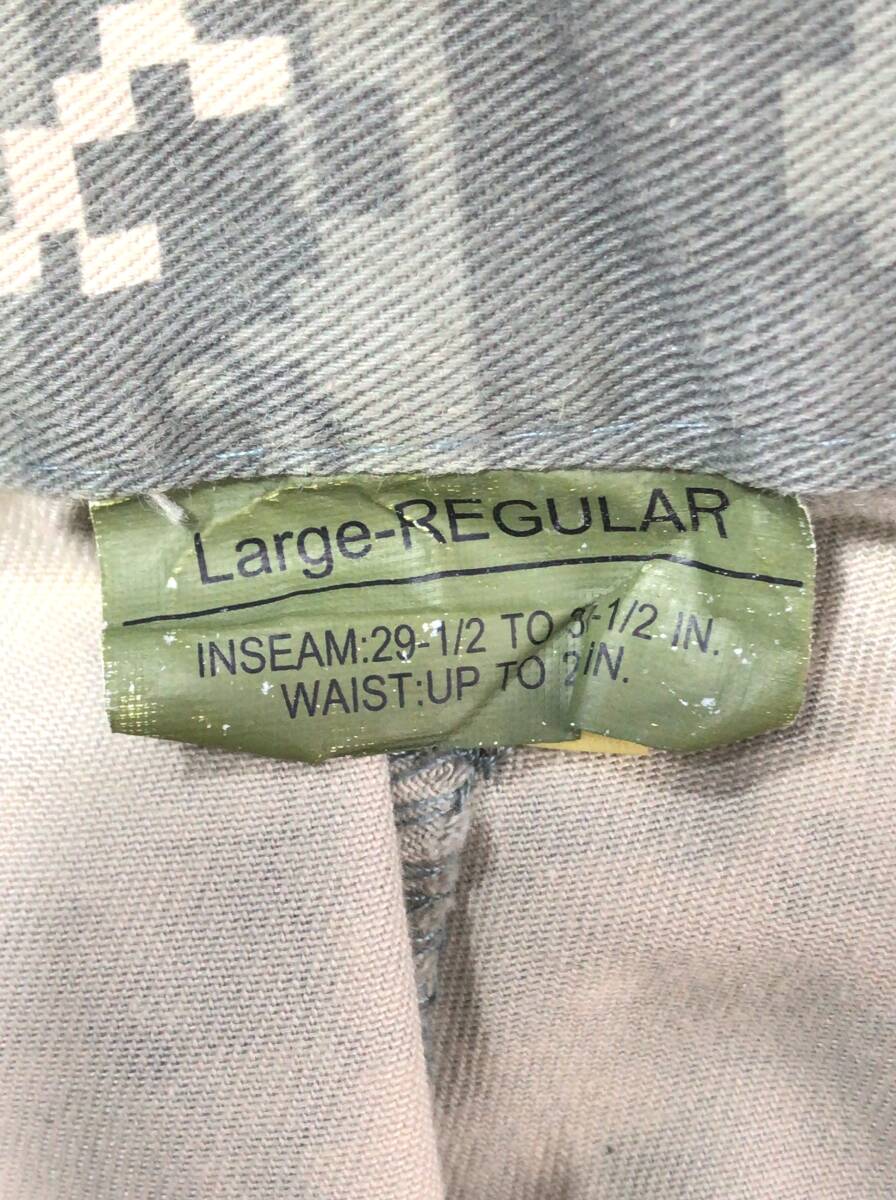 Large-REGULAR
INSEAM:29-1/2 TO IN.
WAIST:UP TO IN.